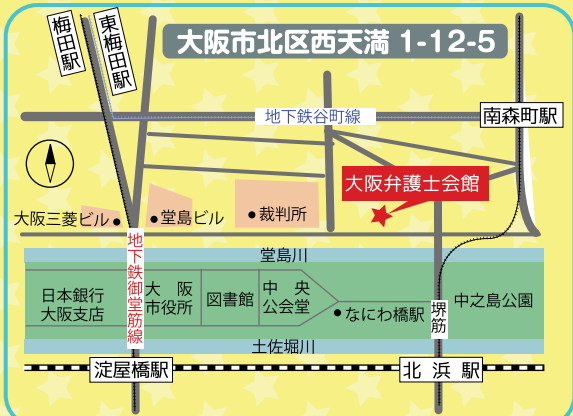 大阪市北区西天満 1-12-5
梅田駅
東梅田駅
地下鉄谷町線
南森町駅
大阪弁護士会館
大阪三菱ビル
堂島ビル
裁判所
地下鉄御堂筋線
堂島川
日本銀行
大阪支店
大阪
市役所
図書館
中央
公会堂
なにわ橋駅
堺筋
中之島公園
土佐堀川
淀屋橋駅
北浜駅